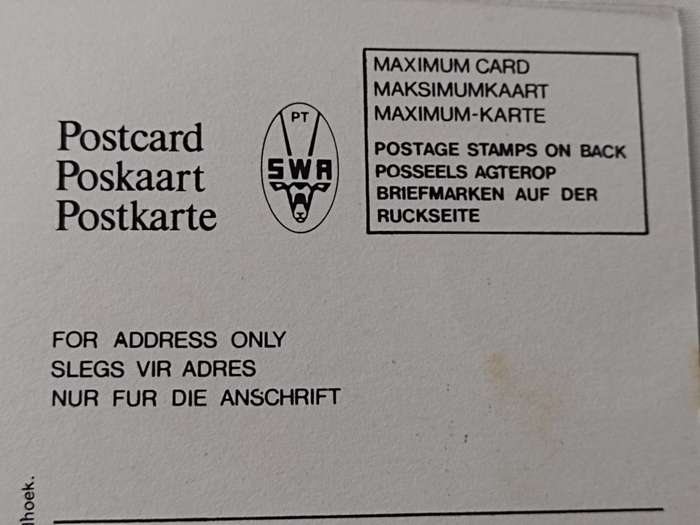 Postcard
Poskaart
Postkarte
PT
SWA
MAXIMUM CARD
MAKSIMUMKAART
MAXIMUM-KARTE
POSTAGE STAMPS ON BACK
POSSEELS AGTEROP
BRIEFMARKEN AUF DER
RUCKSEITE
FOR ADDRESS ONLY
SLEGS VIR ADRES
NUR FUR DIE ANSCHRIFT
hoek.